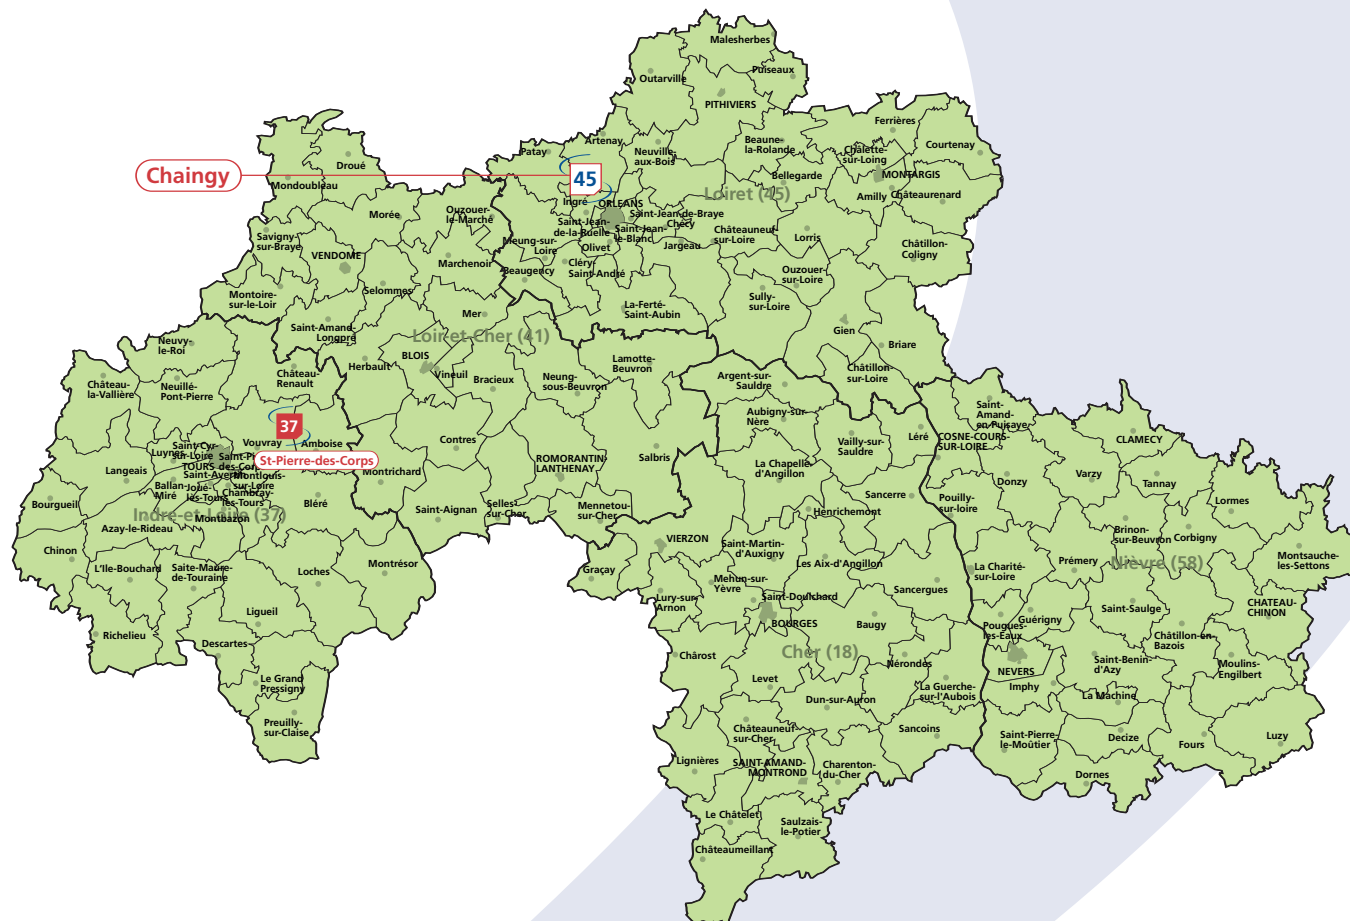 Malesherbes
Puiseaux
Outarville
PITHIVIERS
Ferrières
Artenay
Patay
Neuville-
aux-Bois
Beaune-
la-Rolande
Châlette-
sur-Loing
Courtenay
Droué
Chaingy
45
Bellegarde
MONTARGIS
Mondoubleau
Loiret (45)
Amilly
Châteaurenard
Ingré
ORLEANS
Morée
Ouzouer-
le-Marché
Saint-Jean-de-Braye
Chécy
Saint-Jean-
de-la-Ruelle
Saint-Jean-
le-Blanc
Châteauneuf-
sur-Loire
Lorris
Savigny-
sur-Braye
Meung-sur-
Loire
Olivet
Jargeau
Châtillon-
Coligny
VENDOME
Marchenoir
Beaugency
Cléry-
Saint-André
Ouzouer-
sur-Loire
Montoire-
sur-le-Loir
Selommes
Sully-
sur-Loire
Mer
La-Ferté-
Saint-Aubin
Saint-Amand-
Longpré
Gien
Loir-et-Cher (41)
Neuvy-
le-Roi
Briare
BLOIS
Herbault
Vineuil
Bracieux
Neung-
sous-Beuvron
Lamotte-
Beuvron
Châtillon-
sur-Loire
Château-
Renault
Château-
la-Vallière
Neuillé-
Pont-Pierre
Argent-sur-
Sauldre
Aubigny-sur-
Nère
Saint-
Amand-
en-Puisaye
37
Vouvray
Amboise
Contres
Vailly-sur-
Sauldre
Léré
COSNE-COURS-
SUR-LOIRE
CLAMECY
Saint-Cyr-
sur-Loire
Luynes
TOURS
St-Pierre-des-Corps
Salbris
ROMORANTIN-
LANTHENAY
La Chapelle-
d'Angillon
Langeais
Saint-Avertin
Montlouis-
sur-Loire
Montrichard
Donzy
Varzy
Tannay
Ballan-
Miré
Joué-
lès-Tours
Chambray-
lès-Tours
Bléré
Bourgueil
Saint-Aignan
Selles-
sur-Cher
Mennetou-
sur-Cher
Sancerre
Henrichemont
Pouilly-
sur-loire
Lormes
Indre-et-Loire (37)
Montbazon
Azay-le-Rideau
Brinon-
sur-Beuvron
Corbigny
VIERZON
Saint-Martin-
d'Auxigny
Chinon
Montsauche-
les-Settons
L'Ile-Bouchard
Saite-Maure-
de-Touraine
Loches
Montrésor
Graçay
Les Aix-d'Angillon
Prémery
Nièvre (58)
La Charité-
sur-Loire
Mehun-sur-
Yèvre
Sancergues
Lury-sur-
Arnon
Saint-Doulchard
BOURGES
Baugy
Ligueil
Saint-Saulge
CHATEAU-
CHINON
Guérigny
Pougues-
les-Eaux
Richelieu
Descartes
Châtillon-en-
Bazois
Cher (18)
Chârost
Nérondes
NEVERS
Saint-Benin-
d'Azy
Moulins-
Engilbert
Le Grand
Pressigny
Levet
La Guerche-
sur-l'Aubois
Imphy
La Machine
Dun-sur-Auron
Preuilly-
sur-Claise
Châteauneuf-
sur-Cher
Sancoins
Saint-Pierre-
le-Moûtier
Decize
Fours
Luzy
Lignières
SAINT-AMAND-
MONTROND
Charenton-
du-Cher
Dornes
Le Châtelet
Saulzais-
le-Potier
Châteaumeillant